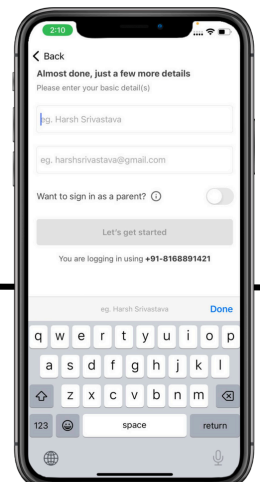 2:10
Back
Almost done, just a few more details
Please enter your basic detail(s)
eg. Harsh Srivastava
eg. harshsrivastava@gmail.com
Want to sign in as a parent?
Let's get started
You are logging in using +91-8168891421
eg. Harsh Srivastava Done
q w e r t y u i o p
a s d f g h j k l
z x c v b n m
123 space return